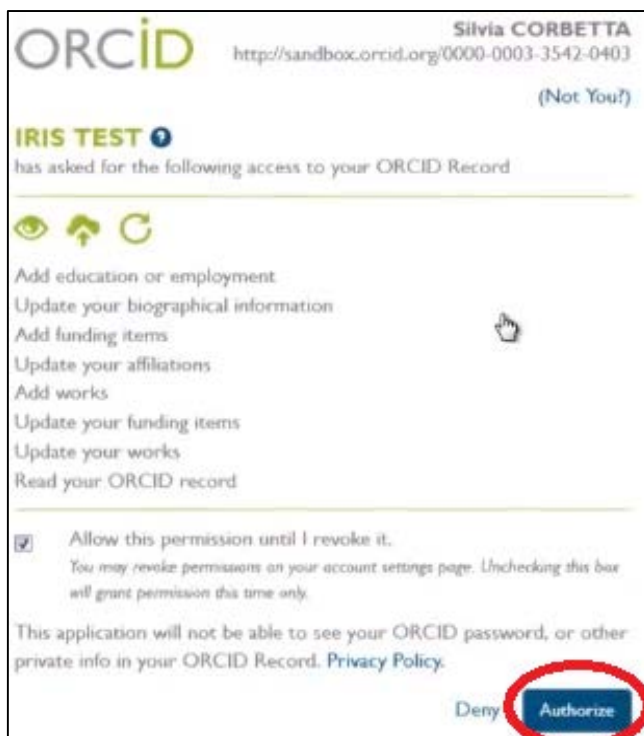 ORCID
Silvia CORBETTA
http://sandbox.orcid.org/0000-0003-3542-0403
(Not You?)
IRIS TEST ?
has asked for the following access to your ORCID Record
Add education or employment
Update your biographical information
Add funding items
Update your affiliations
Add works
Update your funding items
Update your works
Read your ORCID record
Allow this permission until I revoke it.
You may revoke permissions on your account settings page. Unchecking this box
will grant permission this time only.
This application will not be able to see your ORCID password, or other
private info in your ORCID Record. Privacy Policy.
Deny Authorize